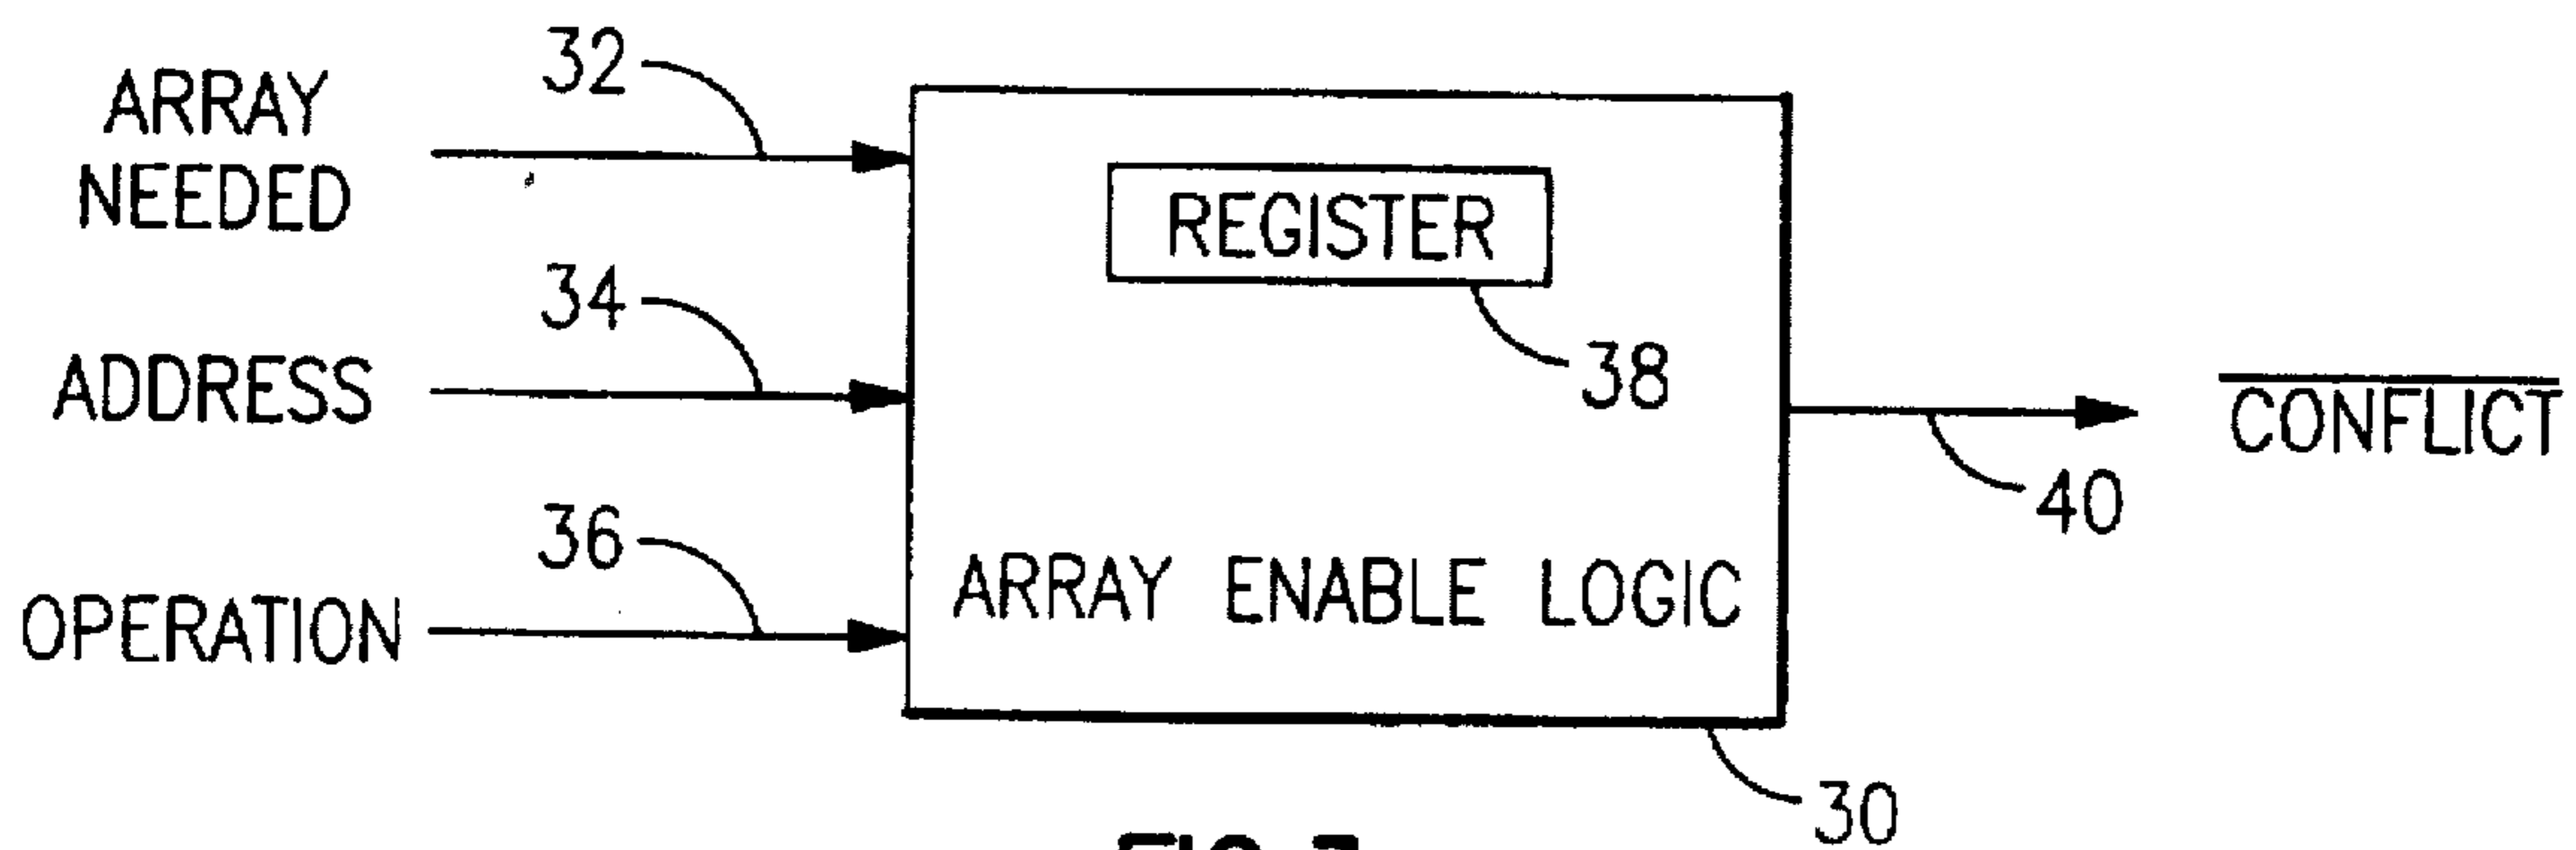 ARRAY
NEEDED
32
ADDRESS
34
OPERATION
36
REGISTER
38
ARRAY ENABLE LOGIC
30
40
CONFLICT